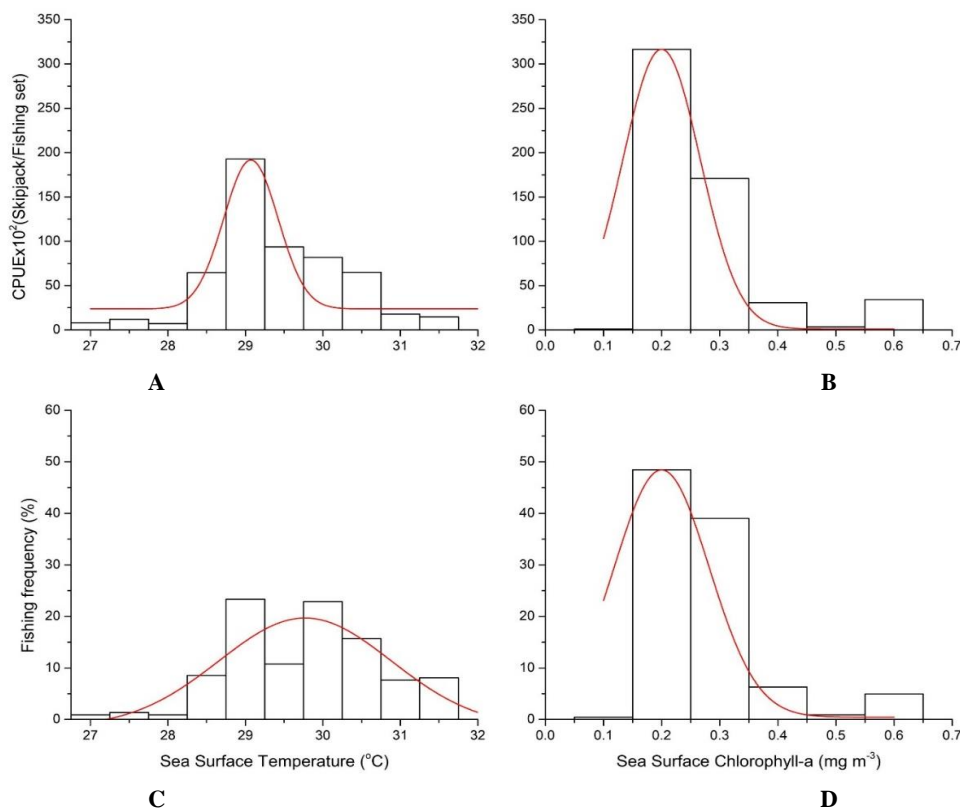 350
300
250
200
150
100
50
0
CPUEx10²(Skipjack/Fishing set)
27 28 29 30 31 32
A
350
300
250
200
150
100
50
0
0.0 0.1 0.2 0.3 0.4 0.5 0.6 0.7
B
60
50
40
30
20
10
0
Fishing frequency (%)
27 28 29 30 31 32
Sea Surface Temperature (°C)
C
60
50
40
30
20
10
0
0.0 0.1 0.2 0.3 0.4 0.5 0.6 0.7
Sea Surface Chlorophyll-a (mg m⁻³)
D